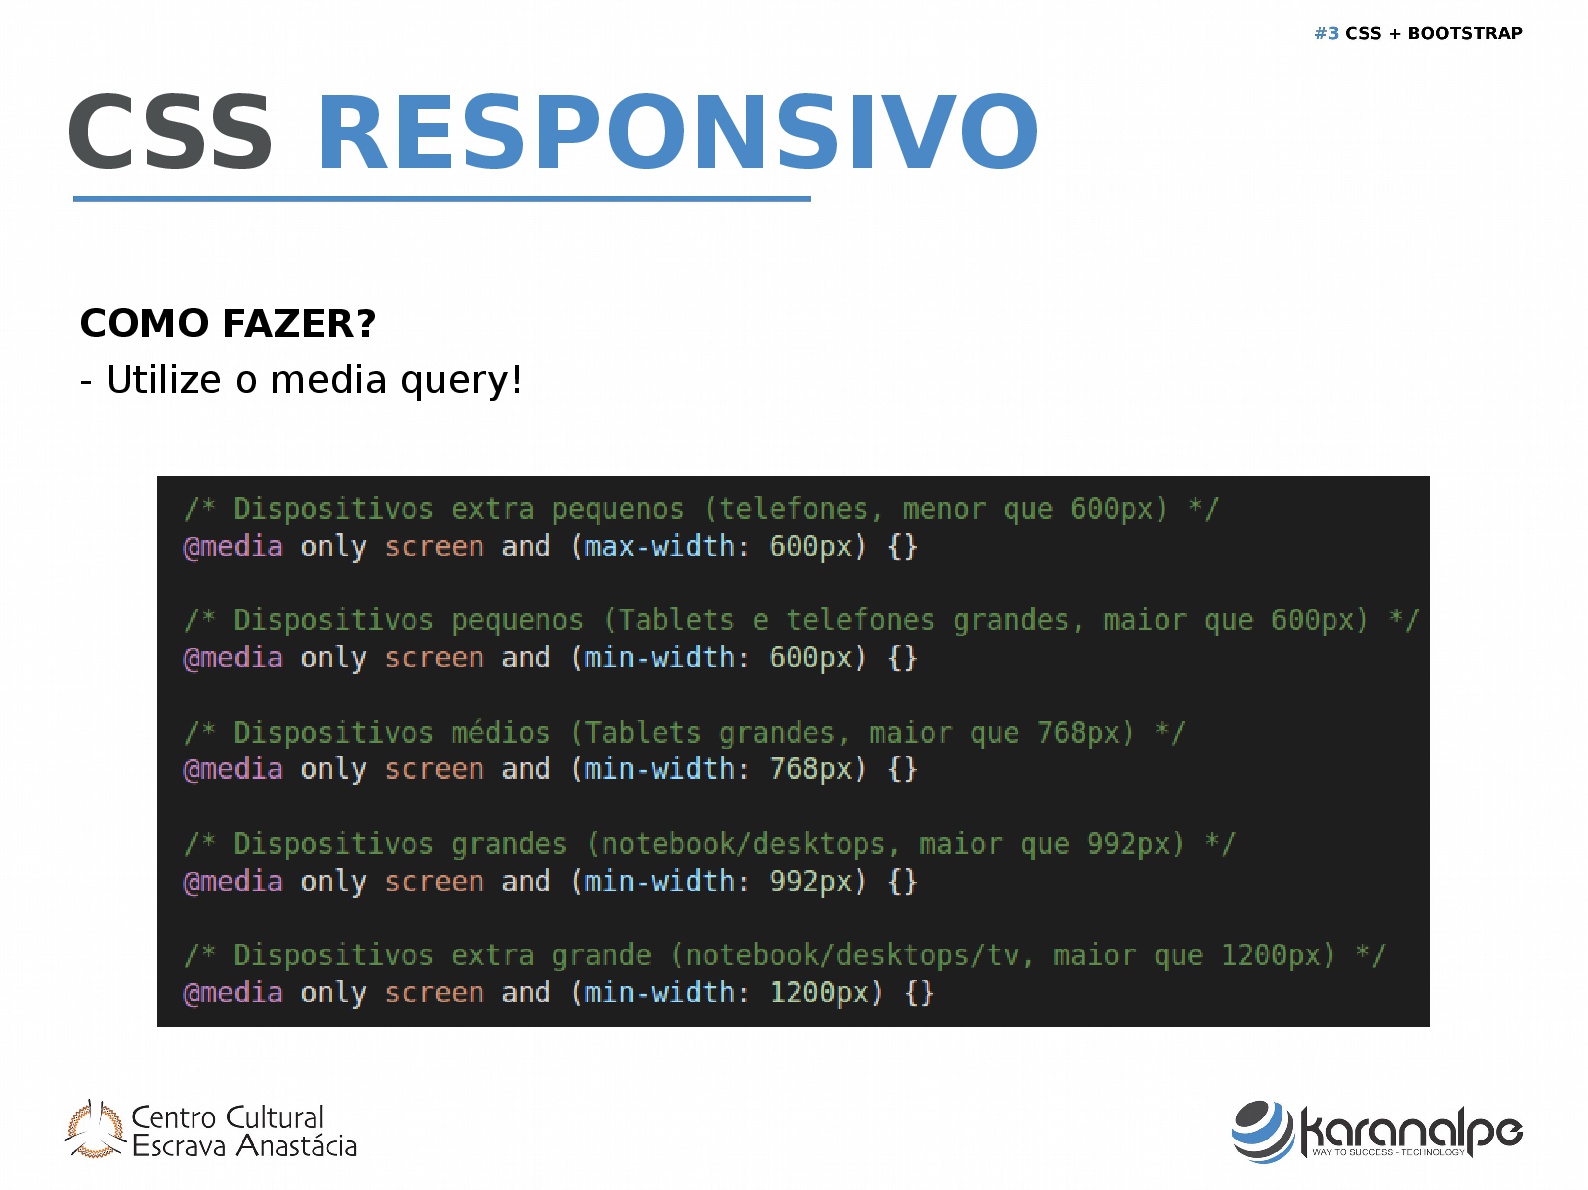 #3 CSS + BOOTSTRAP
CSS RESPONSIVO
COMO FAZER?
- Utilize o media query!
/* Dispositivos extra pequenos (telefones, menor que 600px) */
@media only screen and (max-width: 600px) {}
/* Dispositivos pequenos (Tablets e telefones grandes, maior que 600px) */
@media only screen and (min-width: 600px) {}
/* Dispositivos médios (Tablets grandes, maior que 768px) */
@media only screen and (min-width: 768px) {}
/* Dispositivos grandes (notebook/desktops, maior que 992px) */
@media only screen and (min-width: 992px) {}
/* Dispositivos extra grande (notebook/desktops/tv, maior que 1200px) */
@media only screen and (min-width: 1200px) {}
Centro Cultural
Escrava Anastácia
karanalpe
WAY TO SUCCESS - TECHNOLOGY